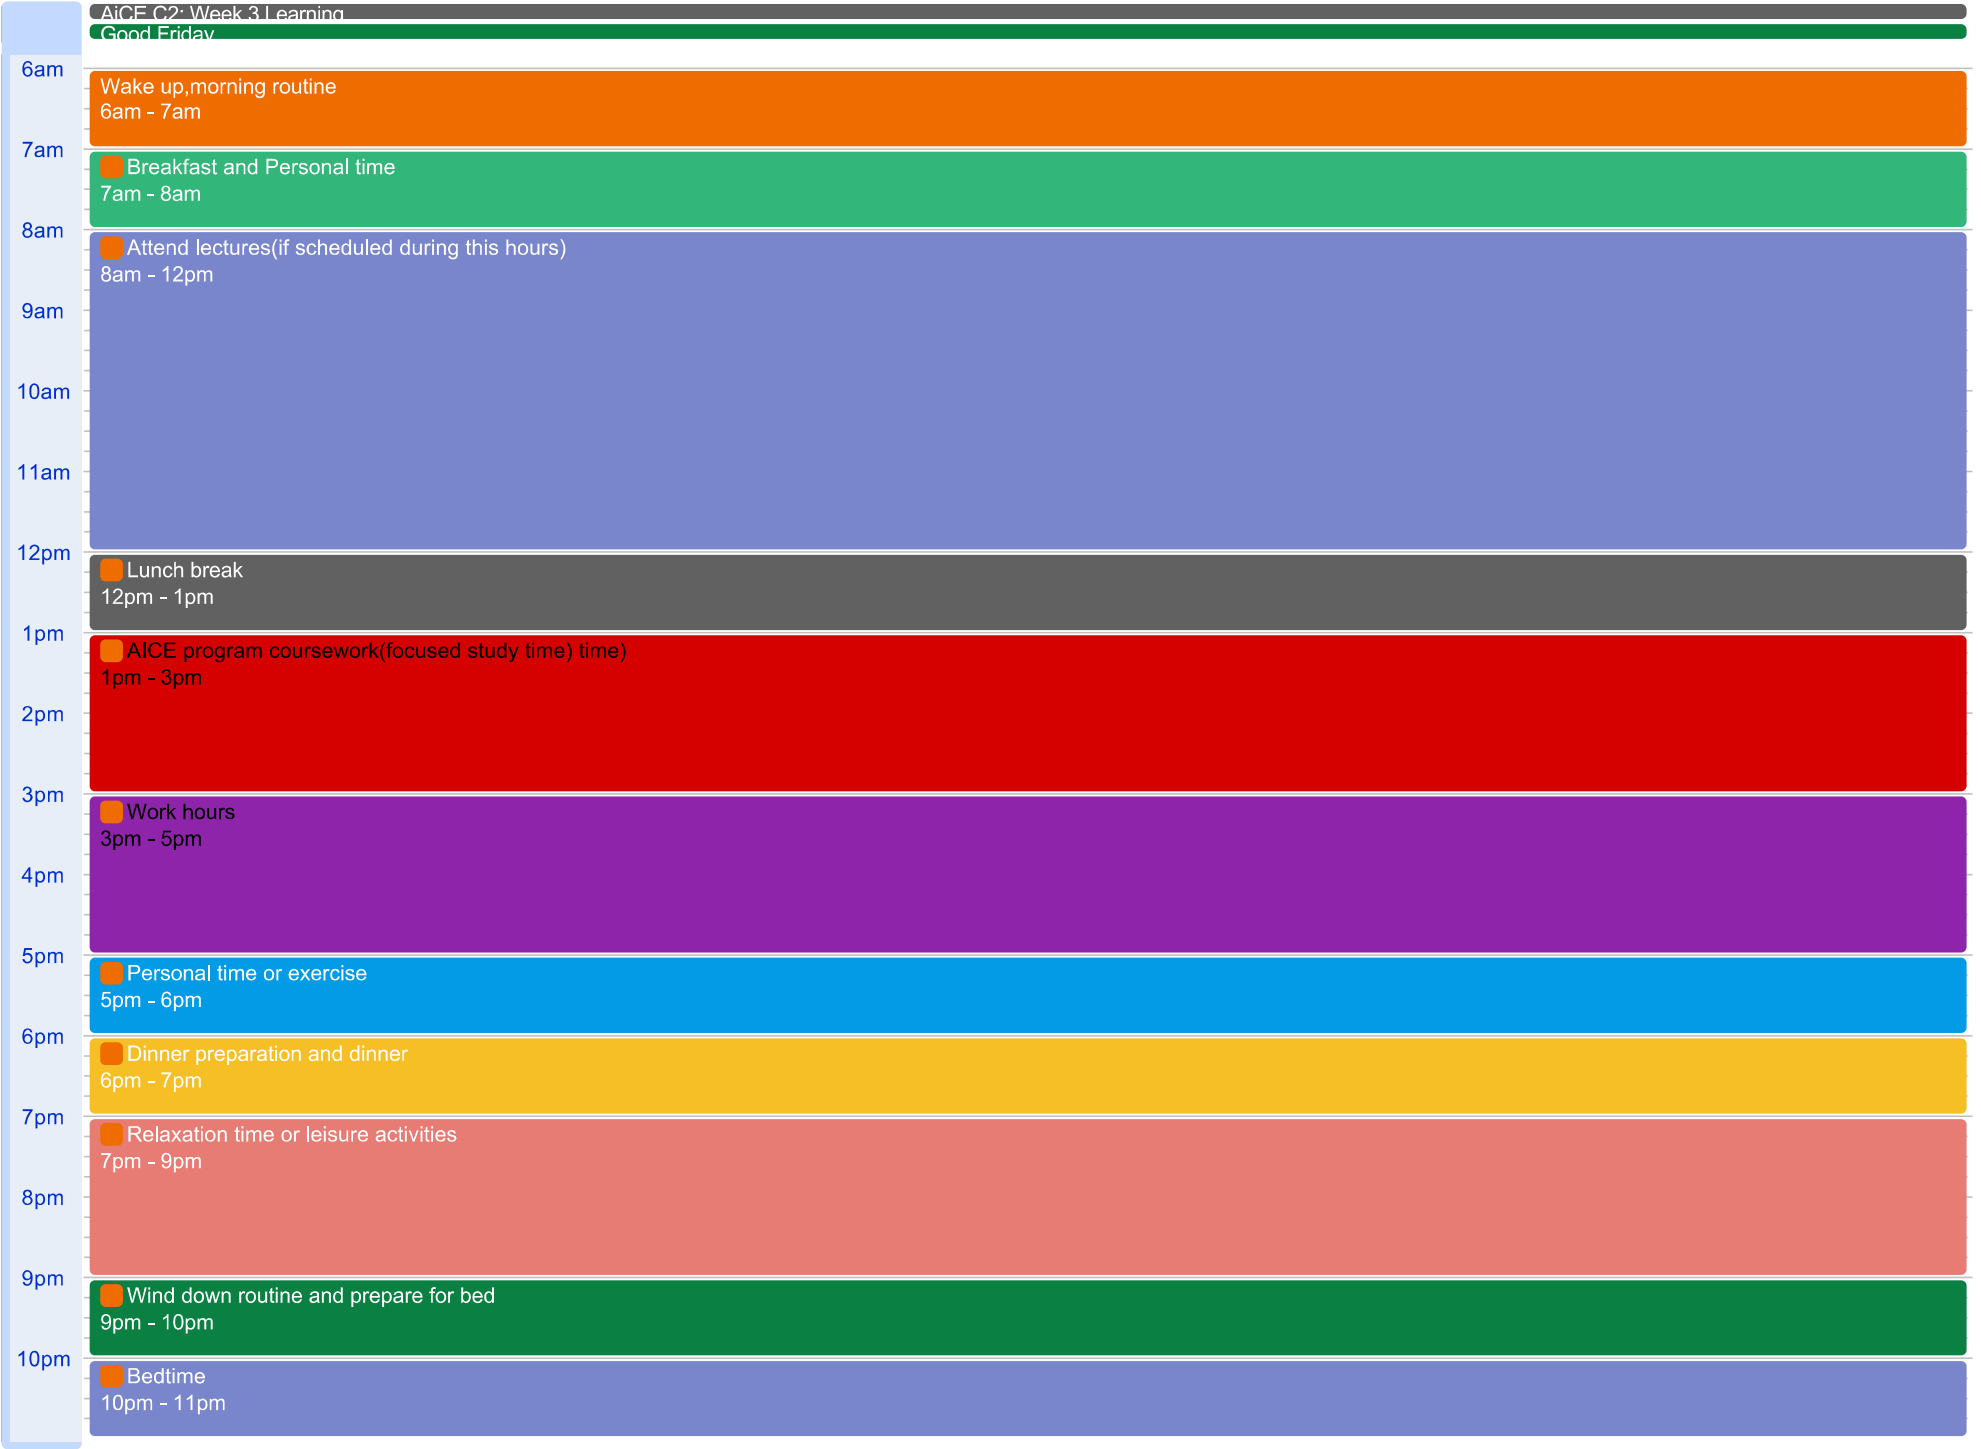 AiCE C2: Week 3 Learning
Good Friday
6am
Wake up,morning routine
6am - 7am
7am
Breakfast and Personal time
7am - 8am
8am
Attend lectures(if scheduled during this hours)
8am - 12pm
9am
10am
11am
12pm
Lunch break
12pm - 1pm
1pm
AICE program coursework(focused study time) time)
1pm - 3pm
2pm
3pm
Work hours
3pm - 5pm
4pm
5pm
Personal time or exercise
5pm - 6pm
6pm
Dinner preparation and dinner
6pm - 7pm
7pm
Relaxation time or leisure activities
7pm - 9pm
8pm
9pm
Wind down routine and prepare for bed
9pm - 10pm
10pm
Bedtime
10pm - 11pm